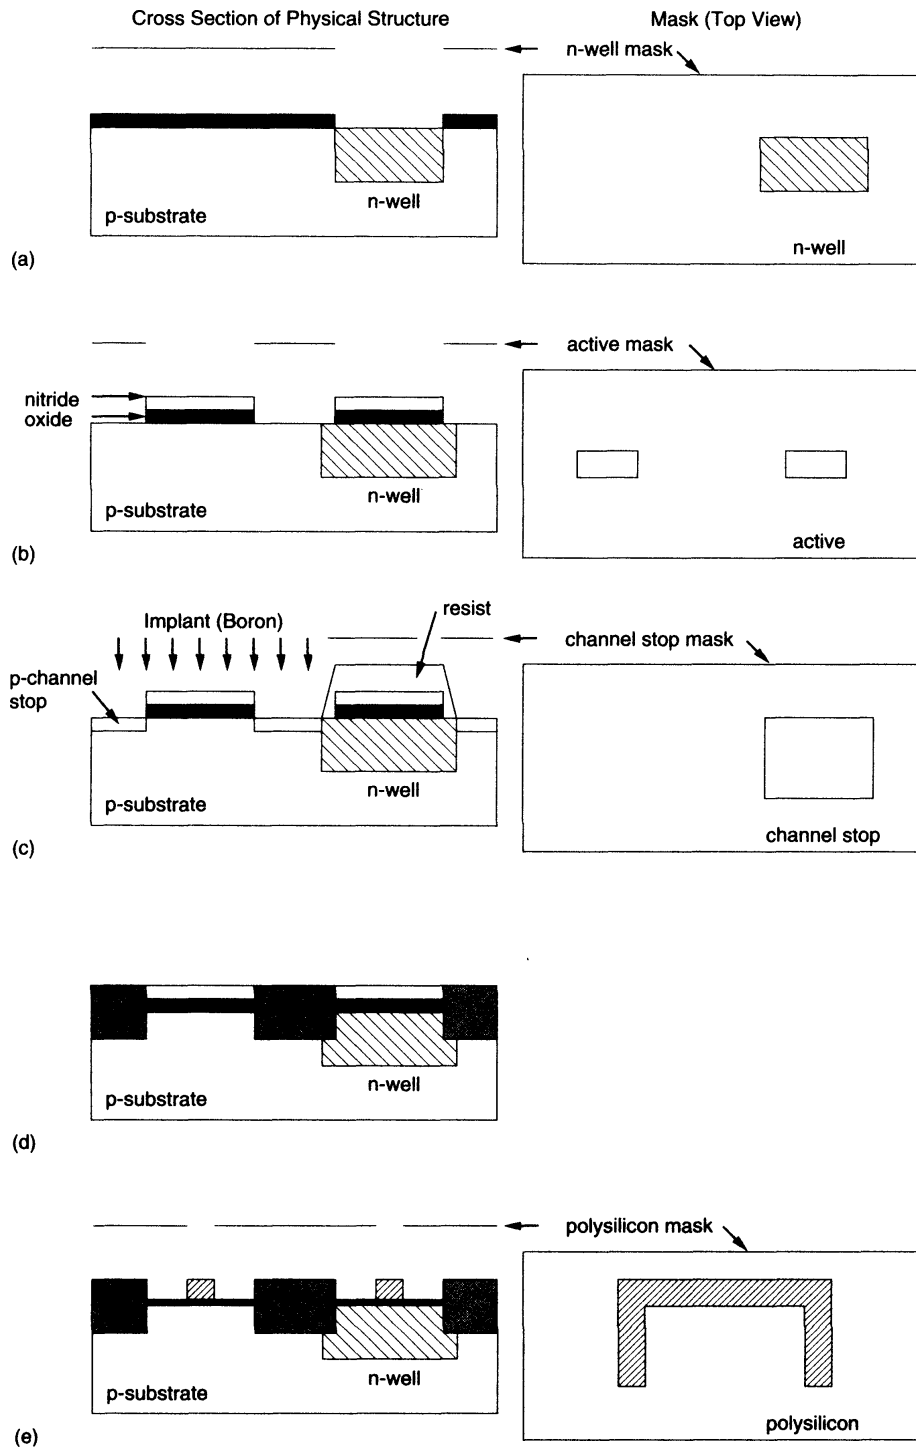 Cross Section of Physical Structure
Mask (Top View)
n-well mask
n-well
p-substrate
n-well
(a)
active mask
nitride
oxide
n-well
p-substrate
active
(b)
Implant (Boron)
resist
channel stop mask
p-channel
stop
n-well
p-substrate
channel stop
(c)
n-well
p-substrate
(d)
polysilicon mask
n-well
p-substrate
polysilicon
(e)